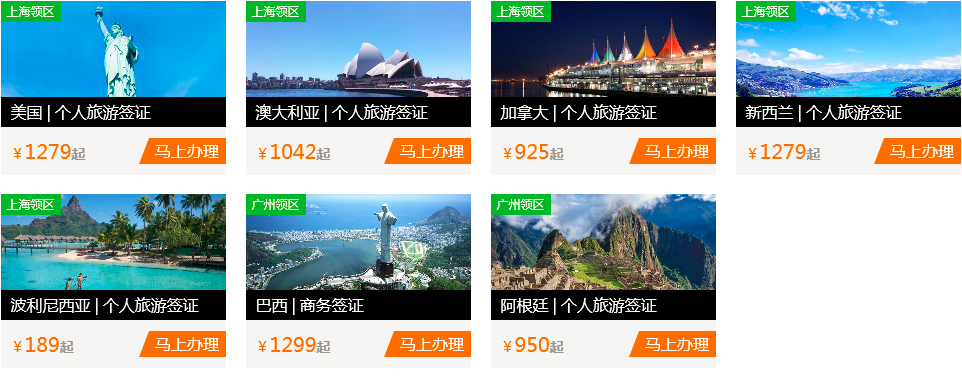 上海领区
上海领区
上海领区
上海领区
美国 | 个人旅游签证
澳大利亚 | 个人旅游签证
加拿大 | 个人旅游签证
新西兰 | 个人旅游签证
¥1279起 马上办理
¥1042起 马上办理
¥925起 马上办理
¥1279起 马上办理
上海领区
广州领区
广州领区
波利尼西亚 | 个人旅游签证
巴西 | 商务签证
阿根廷 | 个人旅游签证
¥189起 马上办理
¥1299起 马上办理
¥950起 马上办理